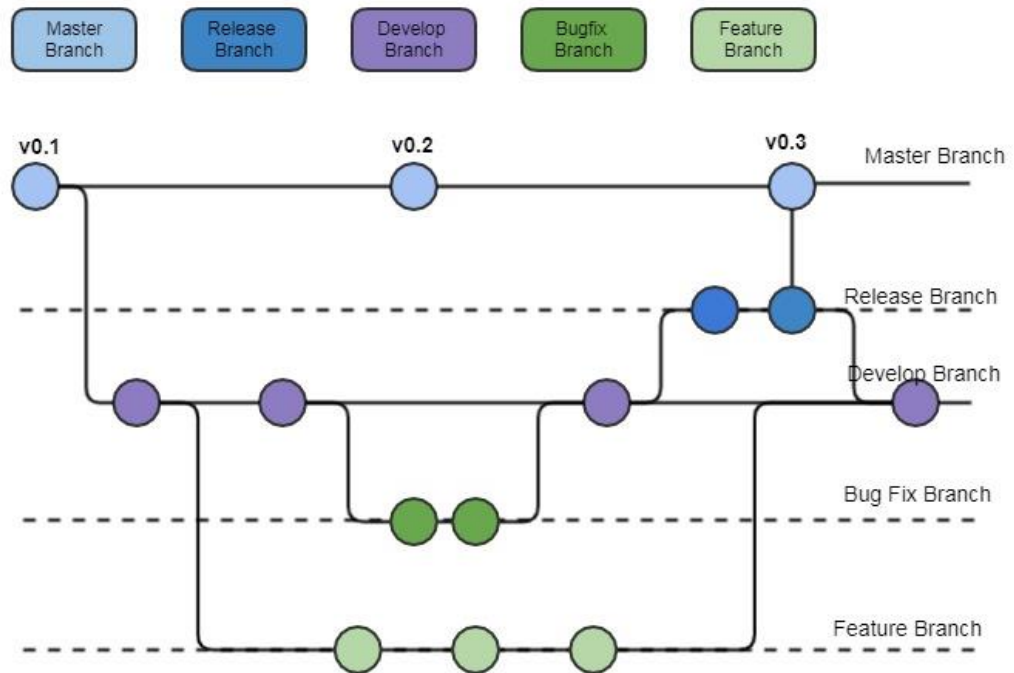 Master
Branch
Release
Branch
Develop
Branch
Bugfix
Branch
Feature
Branch
v0.1
v0.2
v0.3
Master Branch
Release Branch
Develop Branch
Bug Fix Branch
Feature Branch